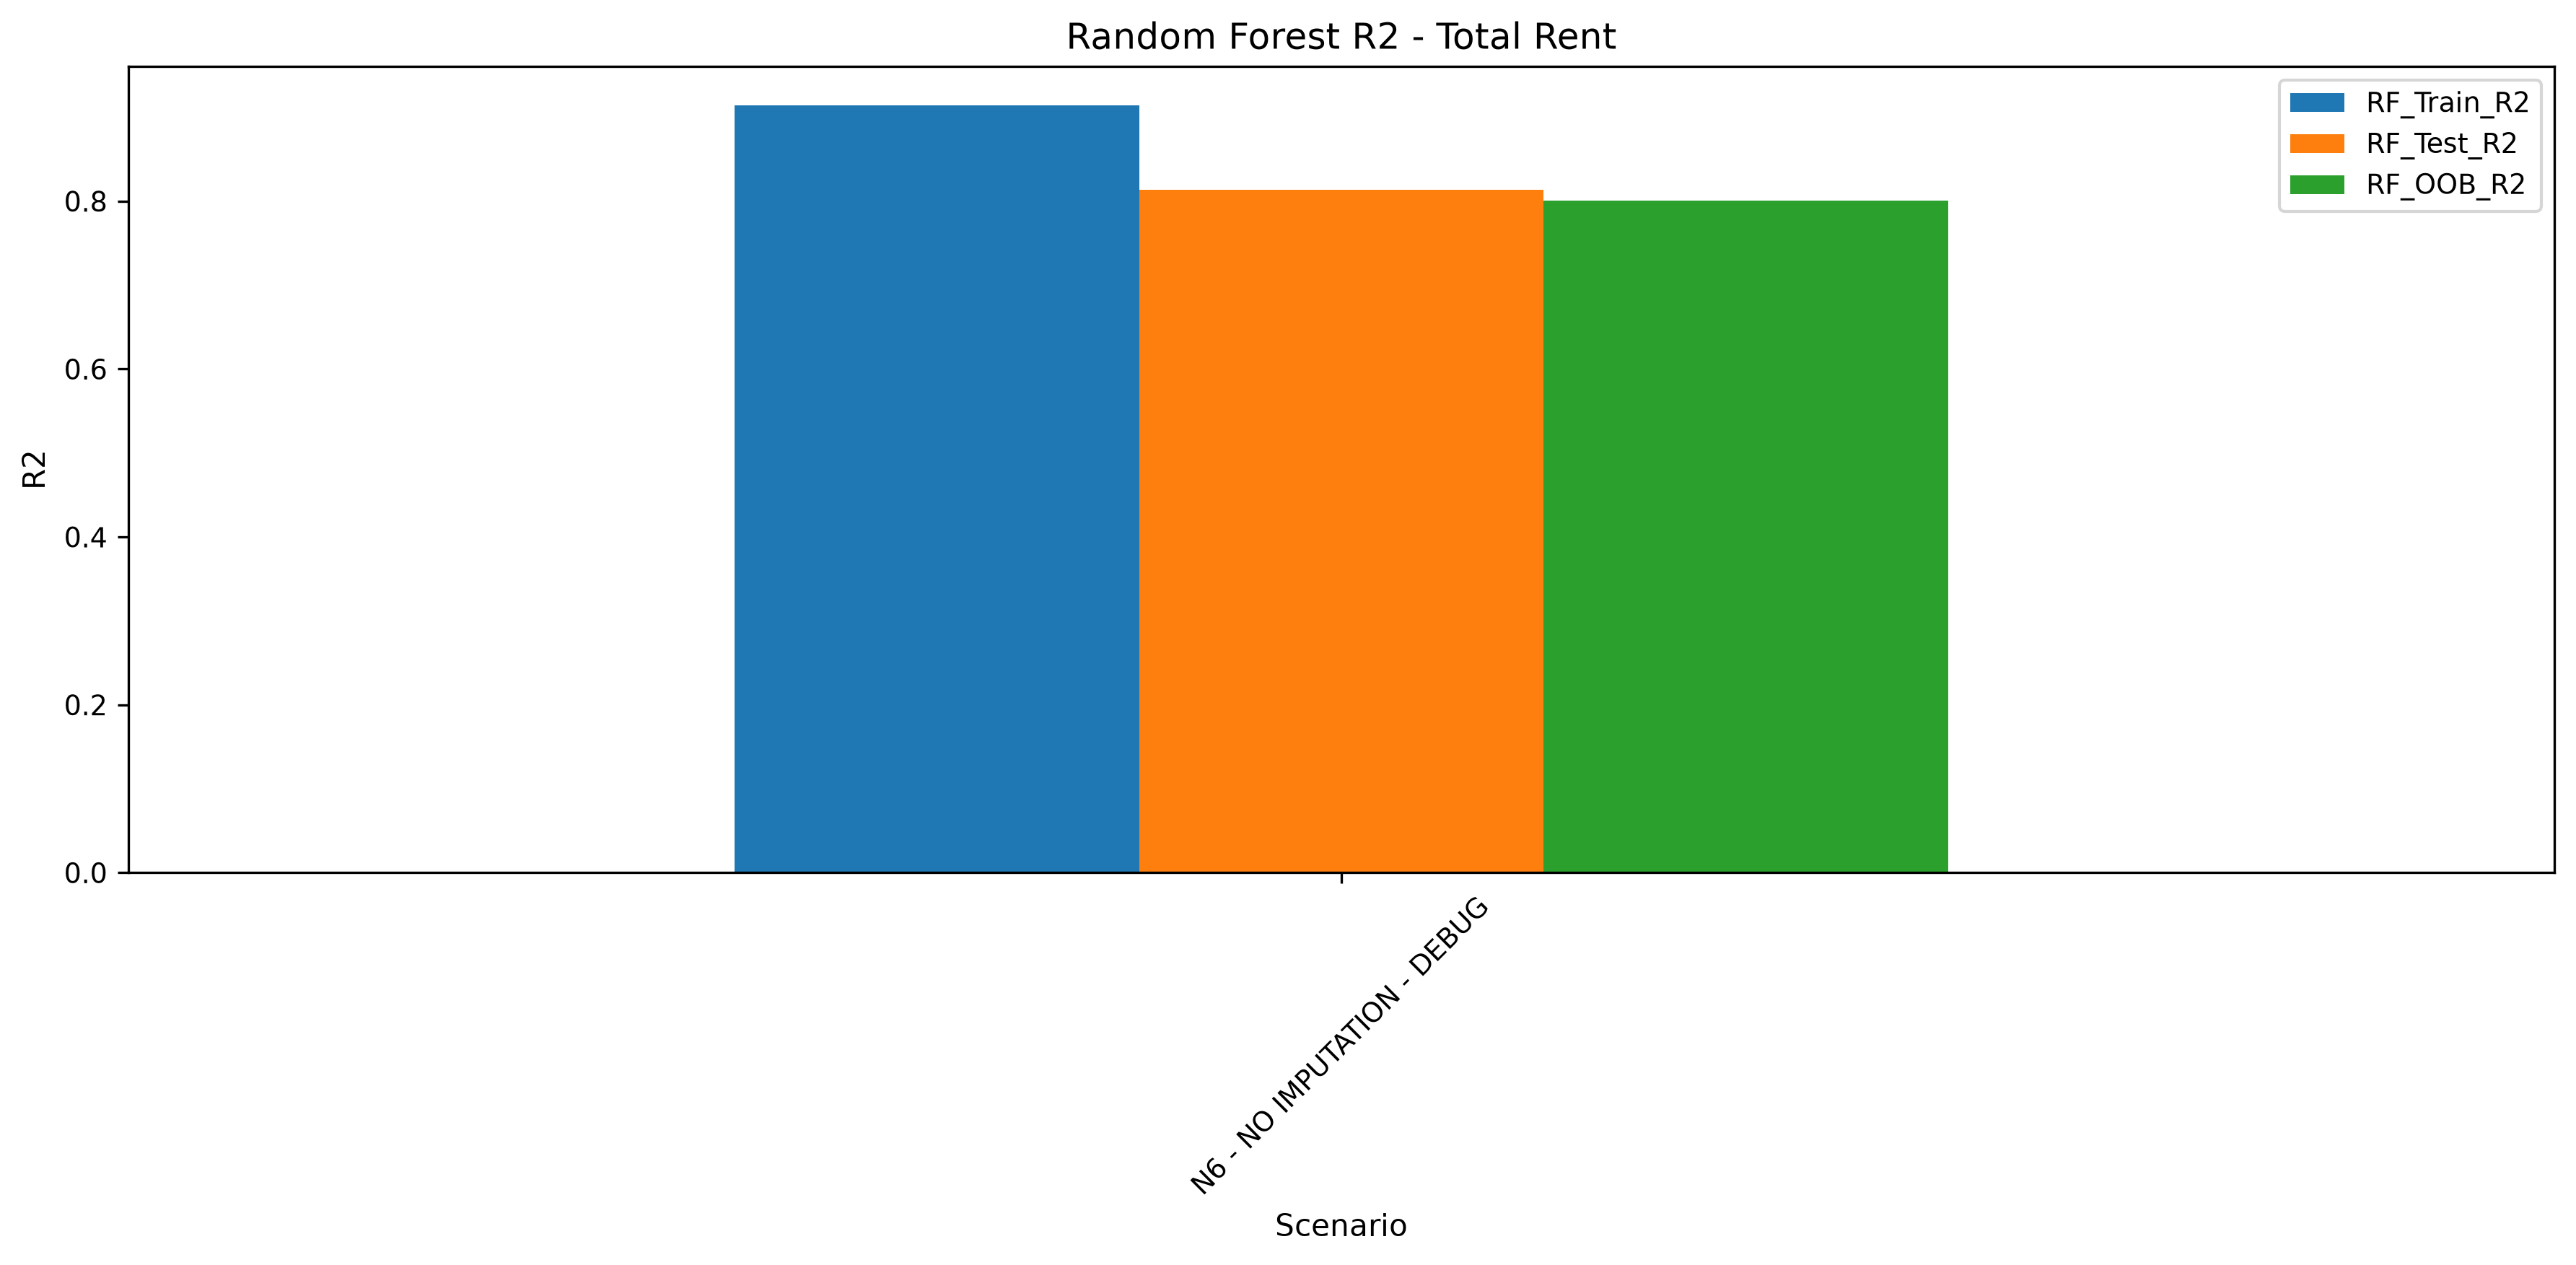 Random Forest R2 - Total Rent
RF_Train_R2
RF_Test_R2
RF_OOB_R2
R2
0.8
0.6
0.4
0.2
0.0
N6 - NO IMPUTATION - DEBUG
Scenario